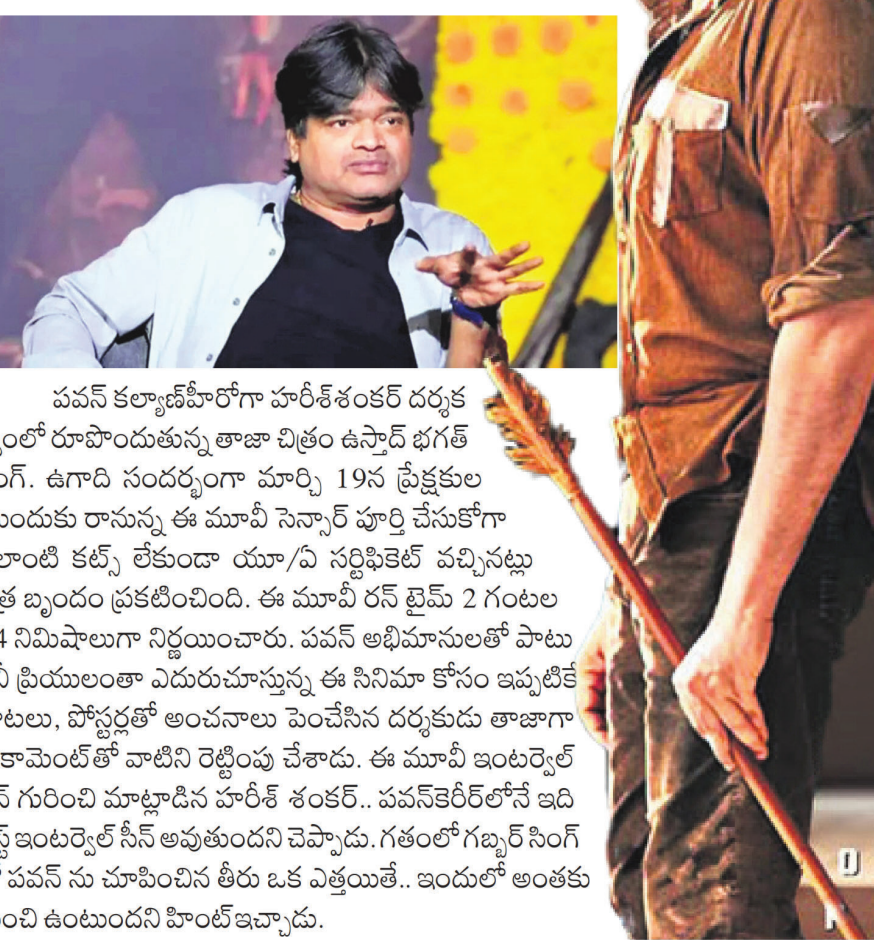 పవన్ కల్యాణ్‌హీరోగా హరీశ్‌శంకర్ దర్శక
రూపొందుతున్న తాజా చిత్రం ఉస్తాద్ భగత్
ఉగాది సందర్భంగా మార్చి 19న ప్రేక్షకుల
రానున్న ఈ మూవీ సెన్సార్ పూర్తి చేసుకోగా
కట్స్ లేకుండా యూ/ఏ సర్టిఫికెట్ వచ్చినట్లు
బృందం ప్రకటించింది. ఈ మూవీ రన్ టైమ్ 2 గంటల
నిమిషాలుగా నిర్ణయించారు. పవన్ అభిమానులతో పాటు
ప్రియులంతా ఎదురుచూస్తున్న ఈ సినిమా కోసం ఇప్పటికే
పోస్టర్లతో అంచనాలు పెంచేసిన దర్శకుడు తాజాగా
కామెంట్‌తో వాటిని రెట్టింపు చేశాడు. ఈ మూవీ ఇంటర్వెల్
గురించి మాట్లాడిన హరీశ్ శంకర్.. పవన్‌కెరీర్‌లోనే ఇది
ఇంటర్వెల్ సీన్ అవుతుందని చెప్పాడు. గతంలో గబ్బర్ సింగ్
పవన్ ను చూపించిన తీరు ఒక ఎత్తయితే.. ఇందులో అంతకు
ఉంటుందని హింట్ ఇచ్చాడు.